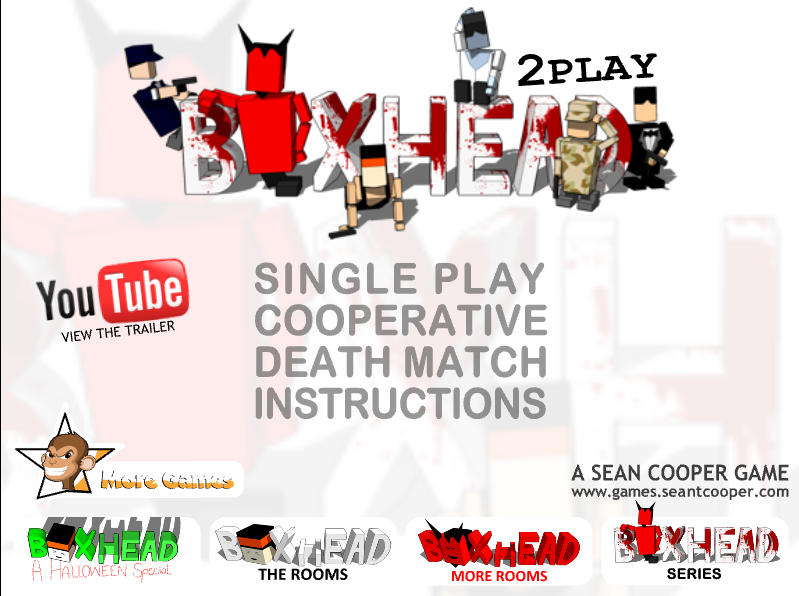 2PLAY
BOXHEAD
YouTube
VIEW THE TRAILER
SINGLE PLAY
COOPERATIVE
DEATH MATCH
INSTRUCTIONS
More Games
A SEAN COOPER GAME
www.games.seantcooper.com
BOXHEAD
A HALLOWEEN Special
BOXHEAD
THE ROOMS
BOXHEAD
MORE ROOMS
BOXHEAD
SERIES